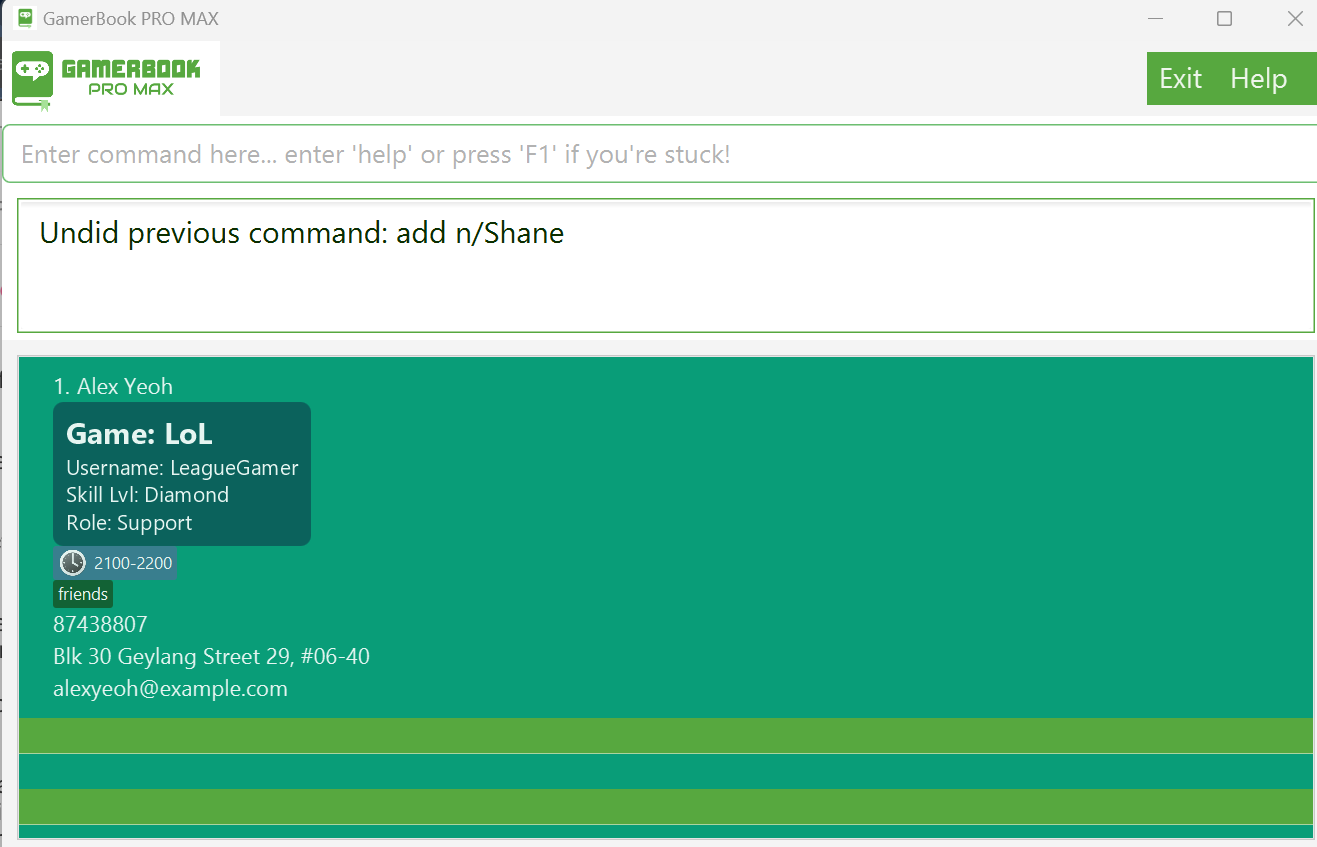 GamerBook PRO MAX
GAMERBOOK
PRO MAX
Exit Help
Enter command here... enter 'help' or press 'F1' if you're stuck!
Undid previous command: add n/Shane
1. Alex Yeoh
Game: LoL
Username: LeagueGamer
Skill Lvl: Diamond
Role: Support
2100-2200
friends
87438807
Blk 30 Geylang Street 29, #06-40
alexyeoh@example.com